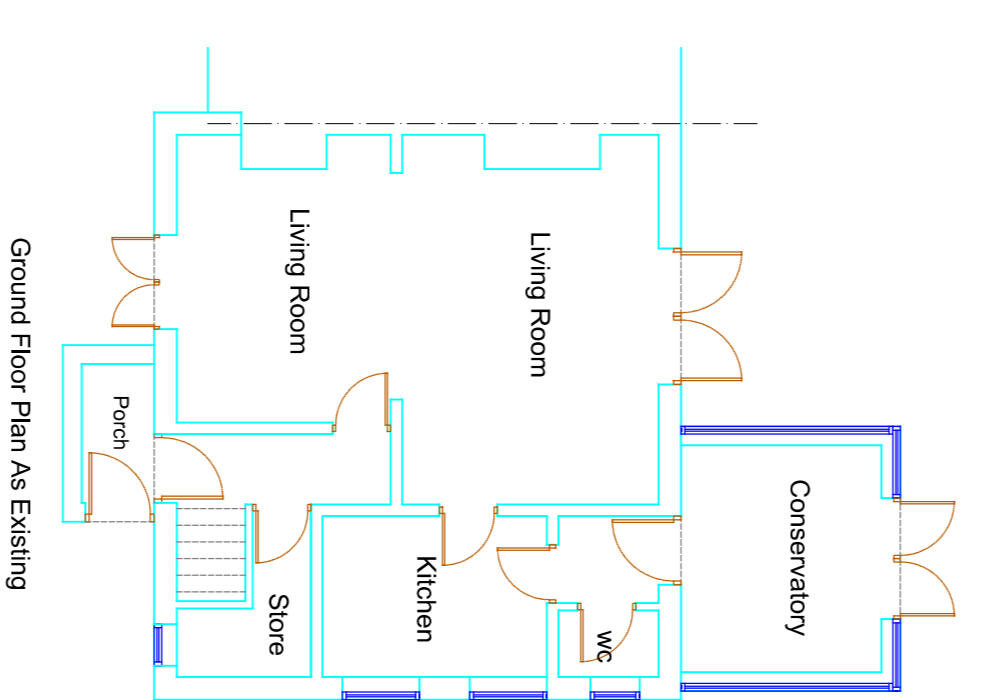 Living Room
Living Room
Conservatory
Porch
Kitchen
Store
wc
Ground Floor Plan As Existing